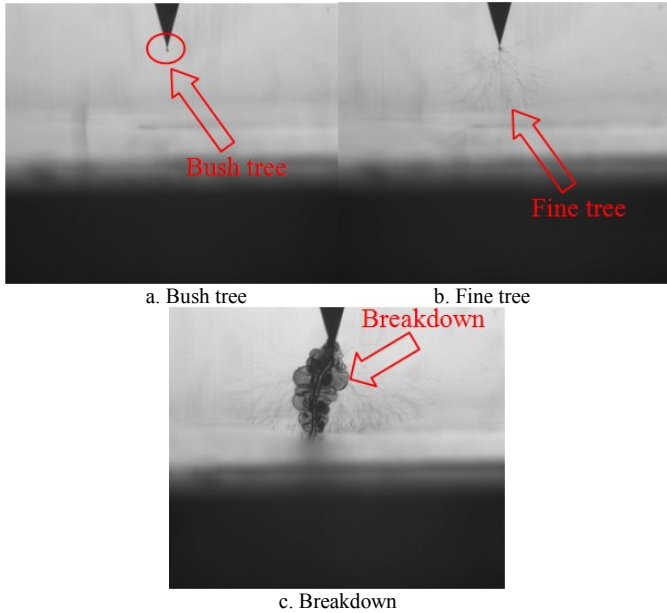 Bush tree
Fine tree
a. Bush tree
b. Fine tree
Breakdown
c. Breakdown